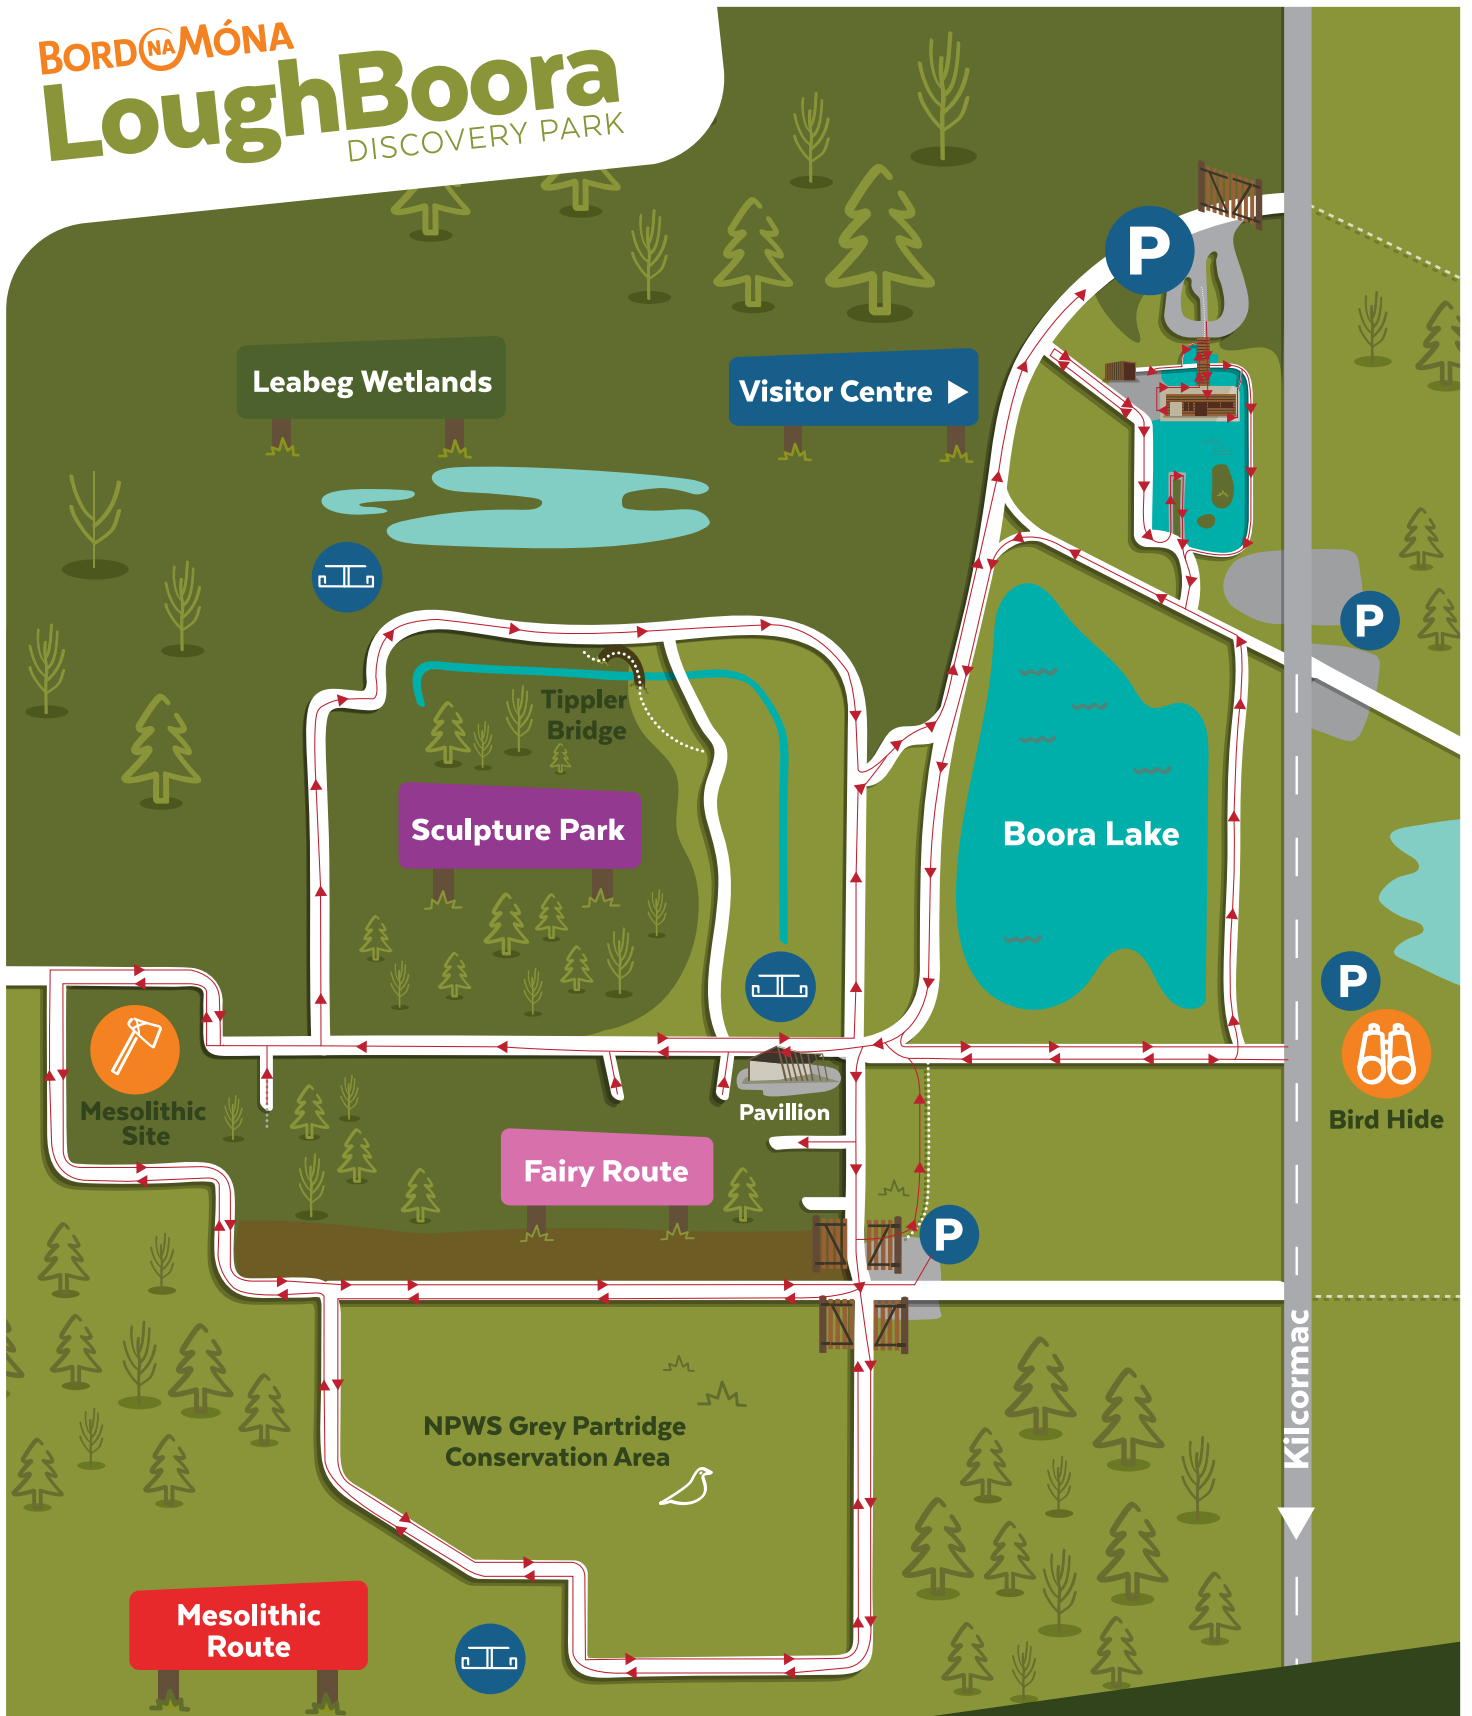 BORD NA MÓNA
LoughBoora
DISCOVERY PARK
P
Leabeg Wetlands
Visitor Centre
P
Tippler
Bridge
Sculpture Park
Boora Lake
P
Mesolithic
Site
Pavillion
Bird Hide
Fairy Route
P
Kilcormac
NPWS Grey Partridge
Conservation Area
Mesolithic
Route